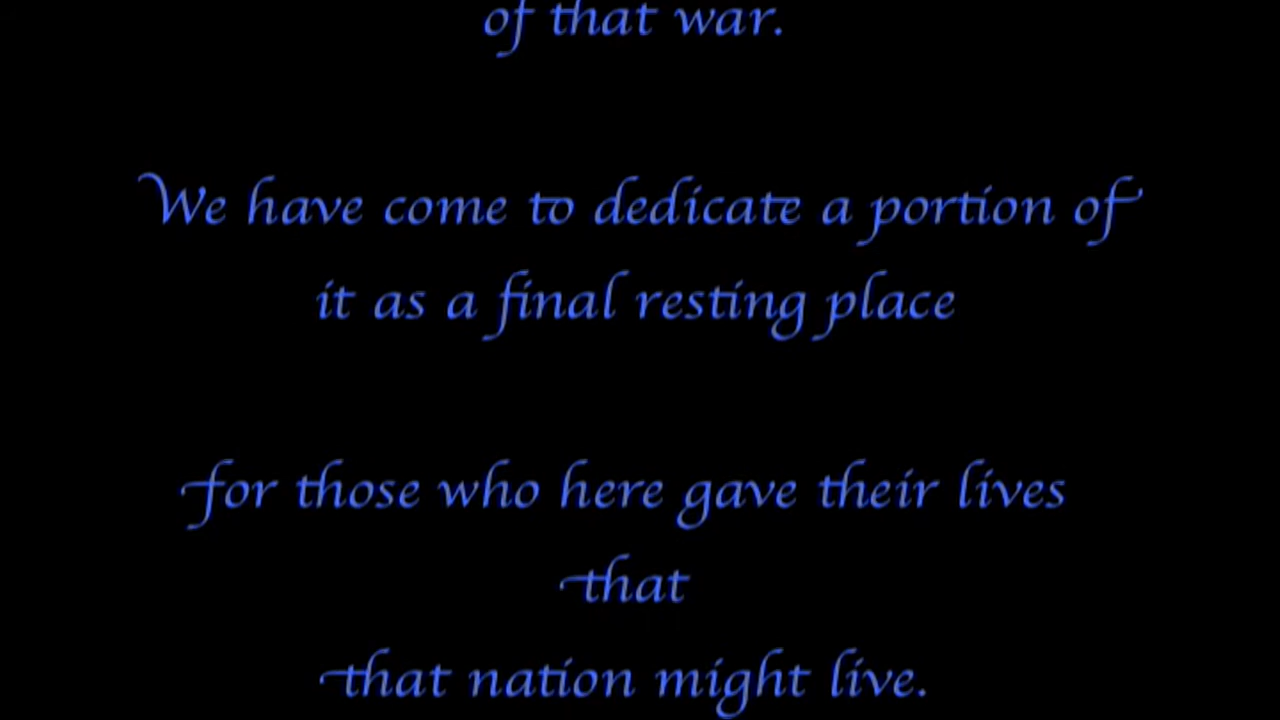 of that war.
We have come to dedicate a portion of
it as a final resting place
for those who here gave their lives
that
that nation might live.